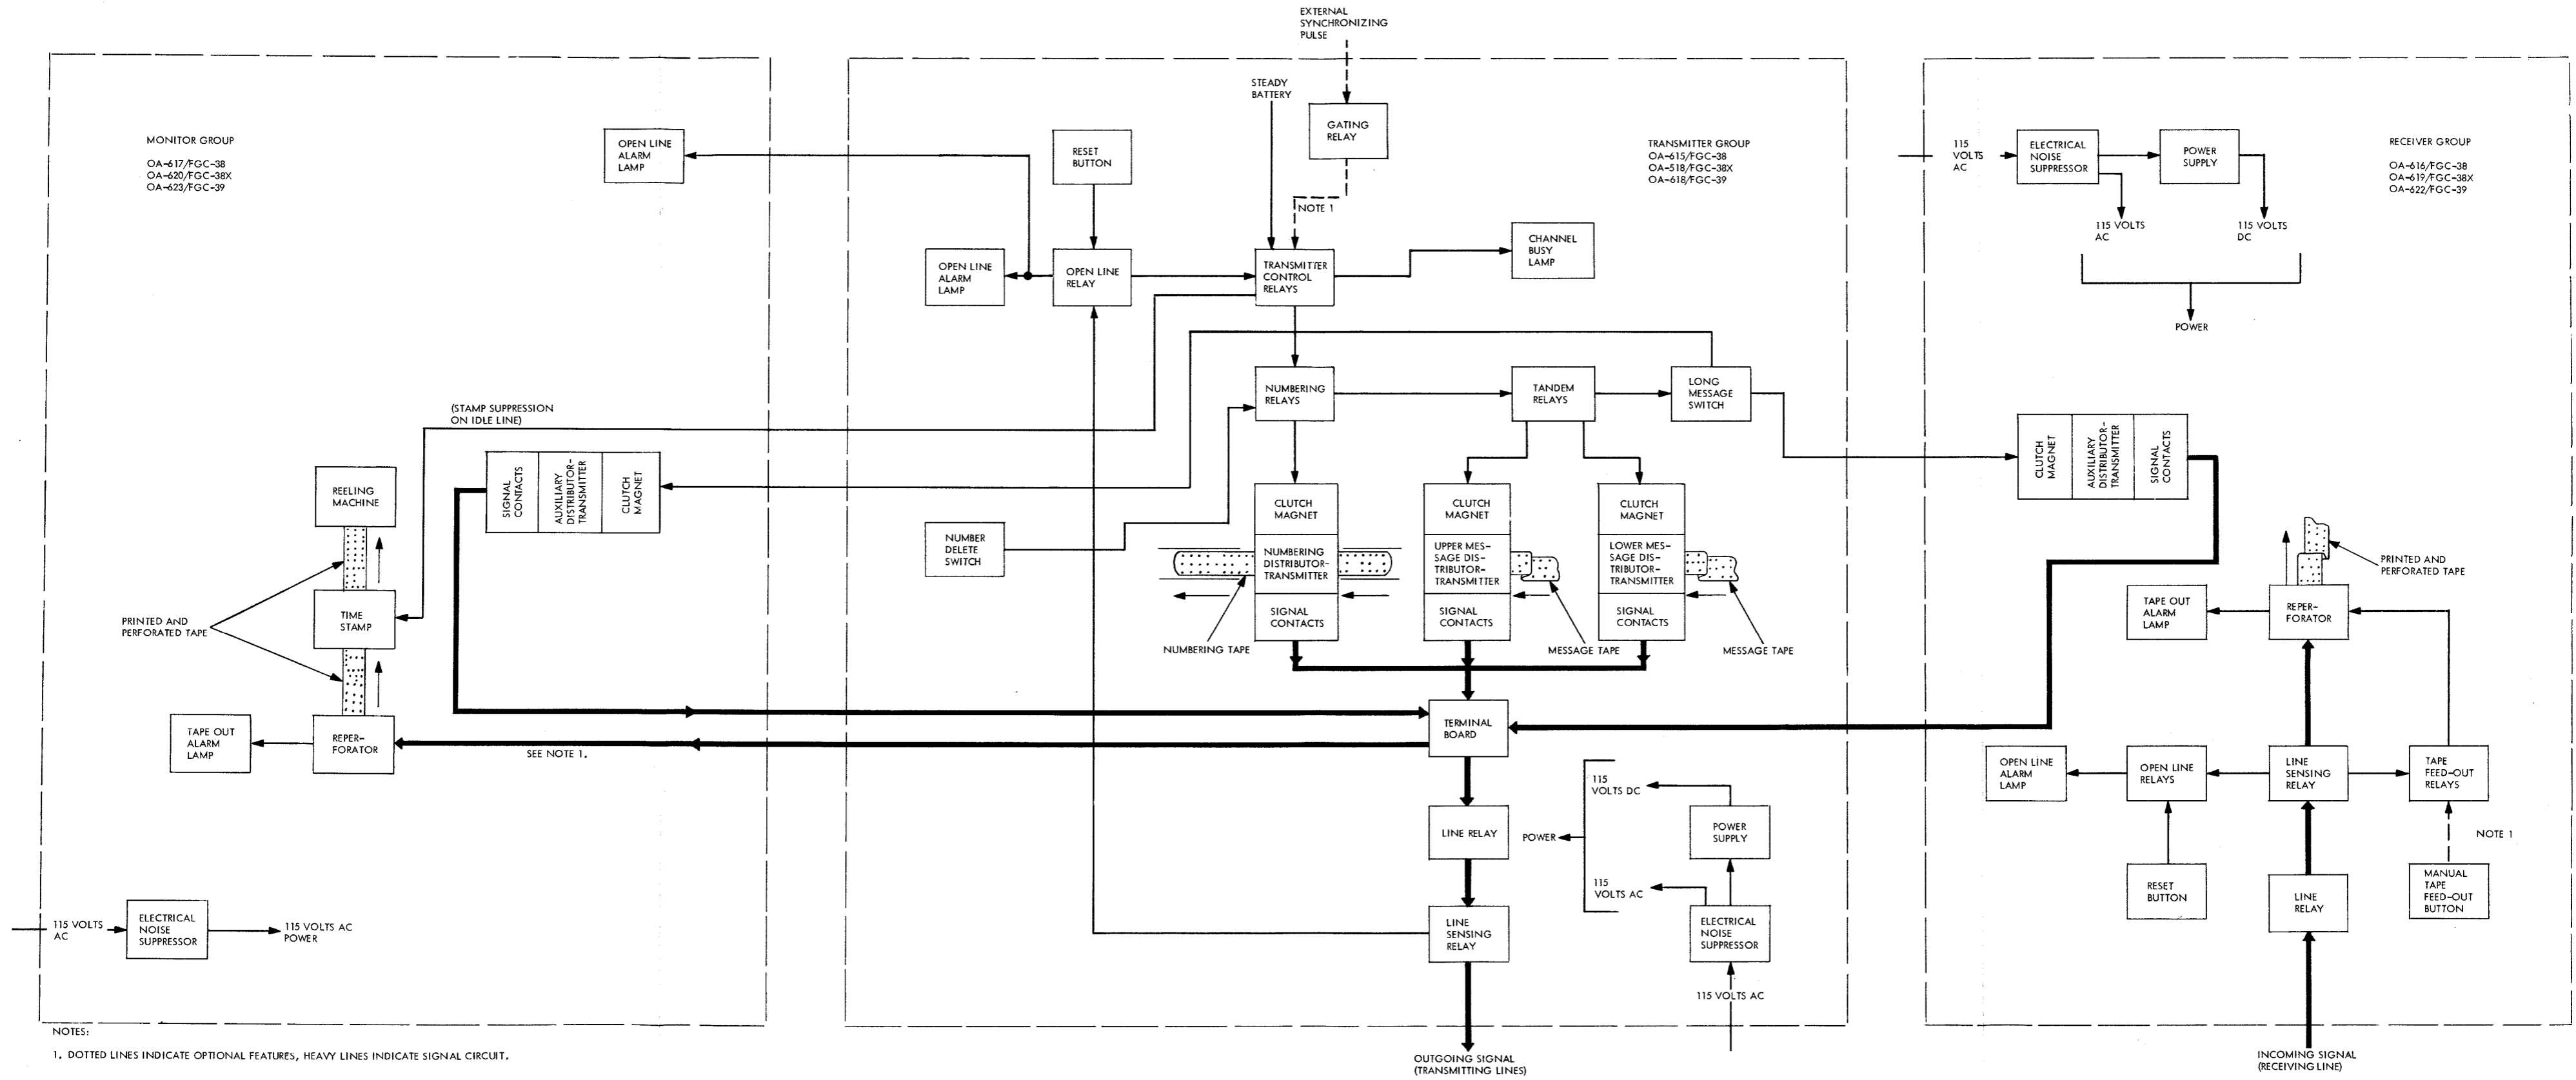 EXTERNAL
SYNCHRONIZING
PULSE
MONITOR GROUP
OA-617/FGC-38
OA-620/FGC-38X
OA-623/FGC-39
OPEN LINE
ALARM
LAMP
(STAMP SUPPRESSION
ON IDLE LINE)
REELING
MACHINE
SIGNAL
CONTACTS
AUXILIARY
DISTRIBUTOR-
TRANSMITTER
CLUTCH
MAGNET
PRINTED AND
PERFORATED TAPE
TIME
STAMP
TAPE OUT
ALARM
LAMP
REPER-
FORATOR
SEE NOTE 1.
115 VOLTS
AC
ELECTRICAL
NOISE
SUPPRESSOR
115 VOLTS AC
POWER
STEADY
BATTERY
GATING
RELAY
NOTE 1
RESET
BUTTON
TRANSMITTER GROUP
OA-615/FGC-38
OA-518/FGC-38X
OA-618/FGC-39
OPEN LINE
ALARM
LAMP
OPEN LINE
RELAY
TRANSMITTER
CONTROL
RELAYS
CHANNEL
BUSY
LAMP
NUMBERING
RELAYS
TANDEM
RELAYS
LONG
MESSAGE
SWITCH
NUMBER
DELETE
SWITCH
CLUTCH
MAGNET
NUMBERING
DISTRIBUTOR-
TRANSMITTER
SIGNAL
CONTACTS
CLUTCH
MAGNET
UPPER MES-
SAGE DIS-
TRIBUTOR-
TRANSMITTER
SIGNAL
CONTACTS
CLUTCH
MAGNET
LOWER MES-
SAGE DIS-
TRIBUTOR-
TRANSMITTER
SIGNAL
CONTACTS
NUMBERING TAPE
MESSAGE TAPE
MESSAGE TAPE
TERMINAL
BOARD
LINE RELAY
LINE
SENSING
RELAY
POWER
115
VOLTS DC
115
VOLTS AC
POWER
SUPPLY
ELECTRICAL
NOISE
SUPPRESSOR
115 VOLTS AC
OUTGOING SIGNAL
(TRANSMITTING LINES)
115
VOLTS
AC
ELECTRICAL
NOISE
SUPPRESSOR
POWER
SUPPLY
RECEIVER GROUP
OA-616/FGC-38
OA-619/FGC-38X
OA-622/FGC-39
115 VOLTS
AC
115 VOLTS
DC
POWER
CLUTCH
MAGNET
AUXILIARY
DISTRIBUTOR-
TRANSMITTER
SIGNAL
CONTACTS
PRINTED AND
PERFORATED TAPE
TAPE OUT
ALARM
LAMP
REPER-
FORATOR
OPEN LINE
ALARM
LAMP
OPEN LINE
RELAYS
LINE
SENSING
RELAY
TAPE
FEED-OUT
RELAYS
NOTE 1
RESET
BUTTON
LINE
RELAY
MANUAL
TAPE
FEED-OUT
BUTTON
INCOMING SIGNAL
(RECEIVING LINE)
NOTES:
1. DOTTED LINES INDICATE OPTIONAL FEATURES, HEAVY LINES INDICATE SIGNAL CIRCUIT.